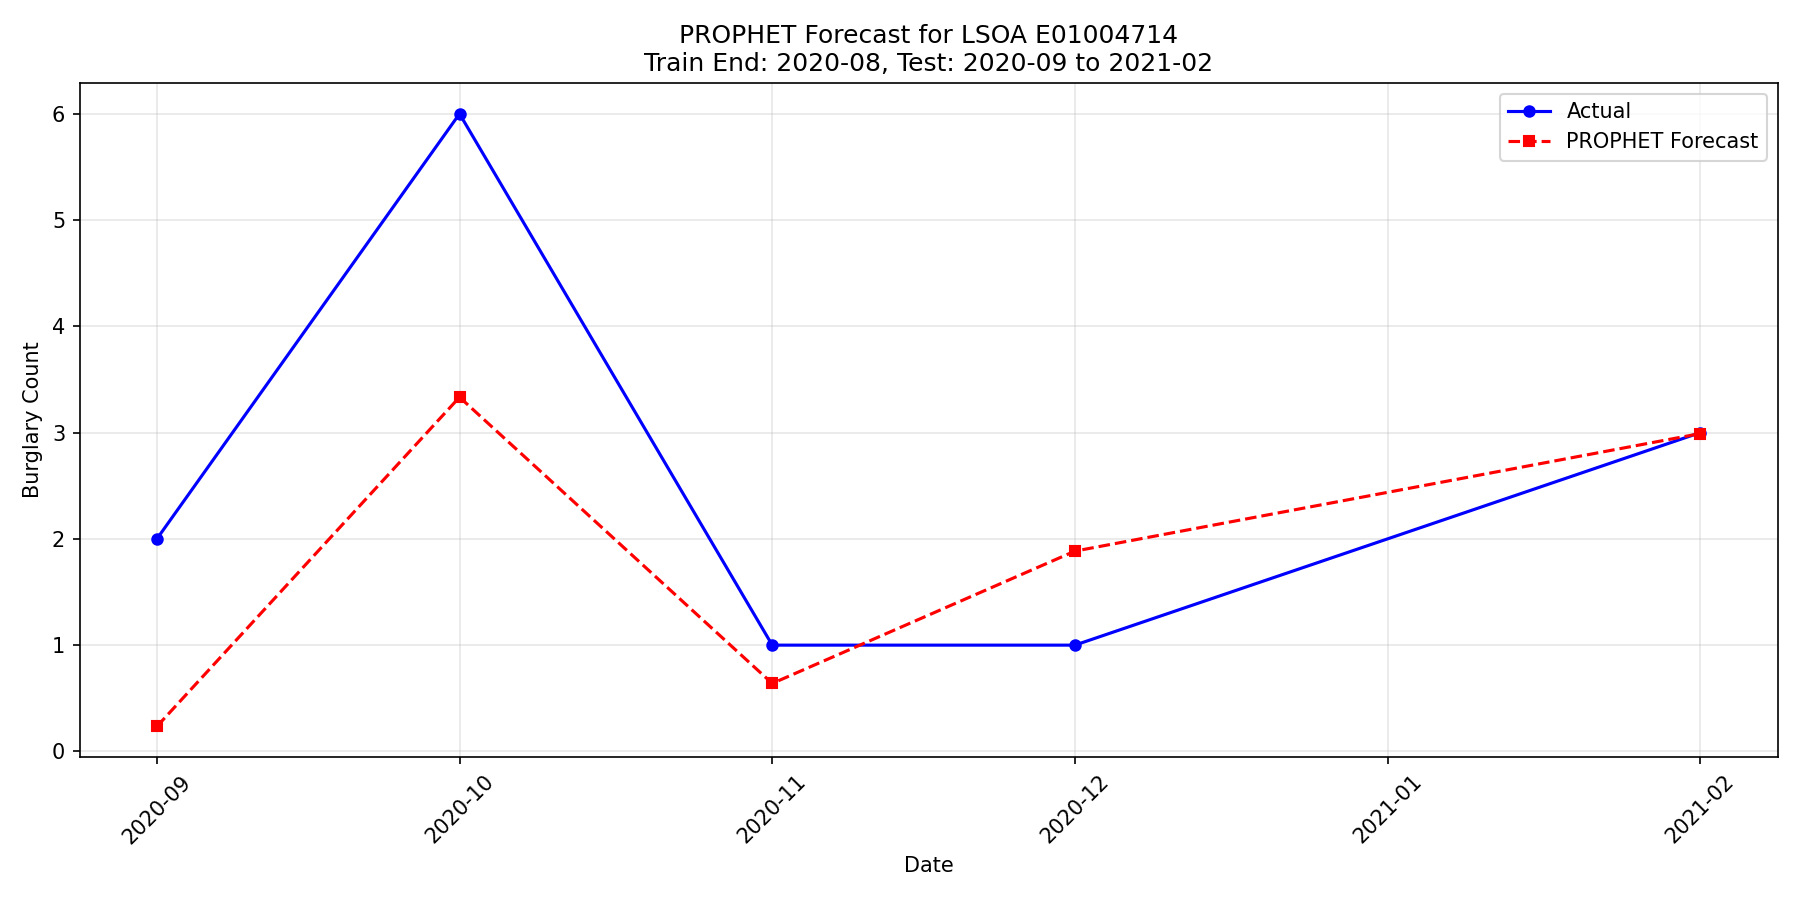 PROPHET Forecast for LSOA E01004714
Train End: 2020-08, Test: 2020-09 to 2021-02
Actual
PROPHET Forecast
Burglary Count
6
5
4
3
2
1
0
2020-09
2020-10
2020-11
2020-12
2021-01
2021-02
Date